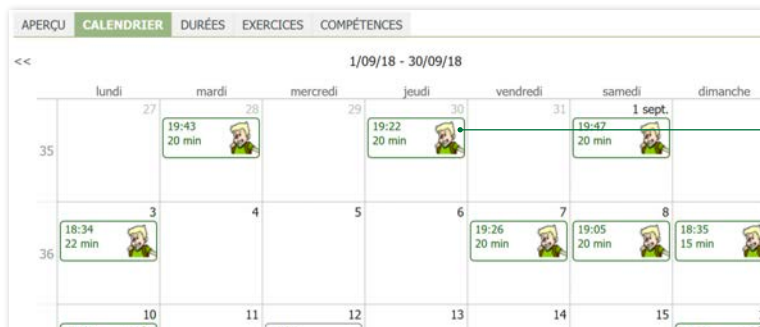 APERÇU CALENDRIER DURÉES EXERCICES COMPÉTENCES
<< 1/09/18 - 30/09/18
lundi mardi mercredi jeudi vendredi samedi dimanche
27 28 29 30 31 1 sept.
19:43 19:22 19:47
35 20 min 20 min 20 min
3 4 5 6 7 8
18:34 19:26 19:05 18:35
36 22 min 20 min 20 min 15 min
10 11 12 13 14 15